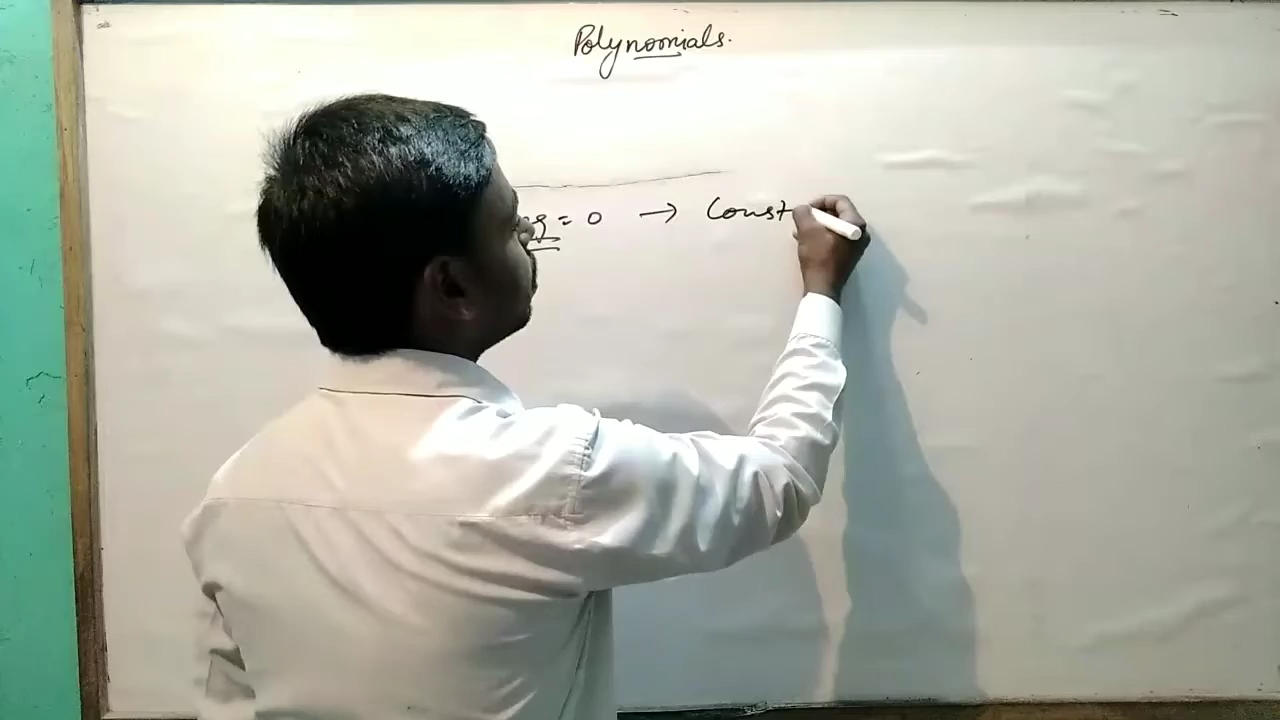 Polynomials.
= 0 → Const